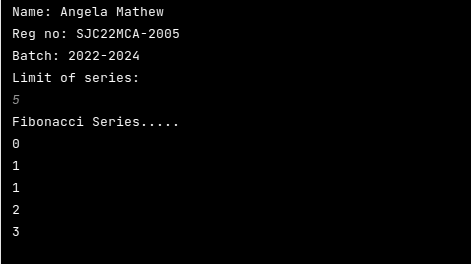 Name: Angela Mathew
Reg no: SJC22MCA-2005
Batch: 2022-2024
Limit of series:
5
Fibonacci Series.....
0
1
1
2
3